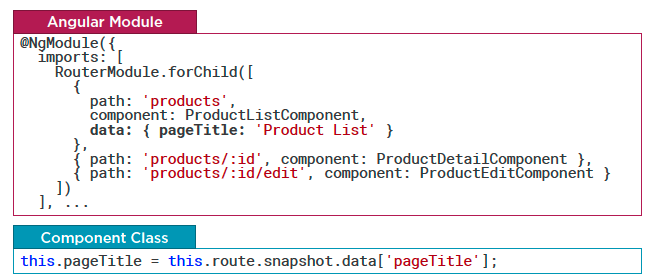 Angular Module
@NgModule({
  imports: [
    RouterModule.forChild([
      {
        path: 'products',
        component: ProductListComponent,
        data: { pageTitle: 'Product List' }
      },
      { path: 'products/:id', component: ProductDetailComponent },
      { path: 'products/:id/edit', component: ProductEditComponent }
    ])
  ], ...
Component Class
this.pageTitle = this.route.snapshot.data['pageTitle'];